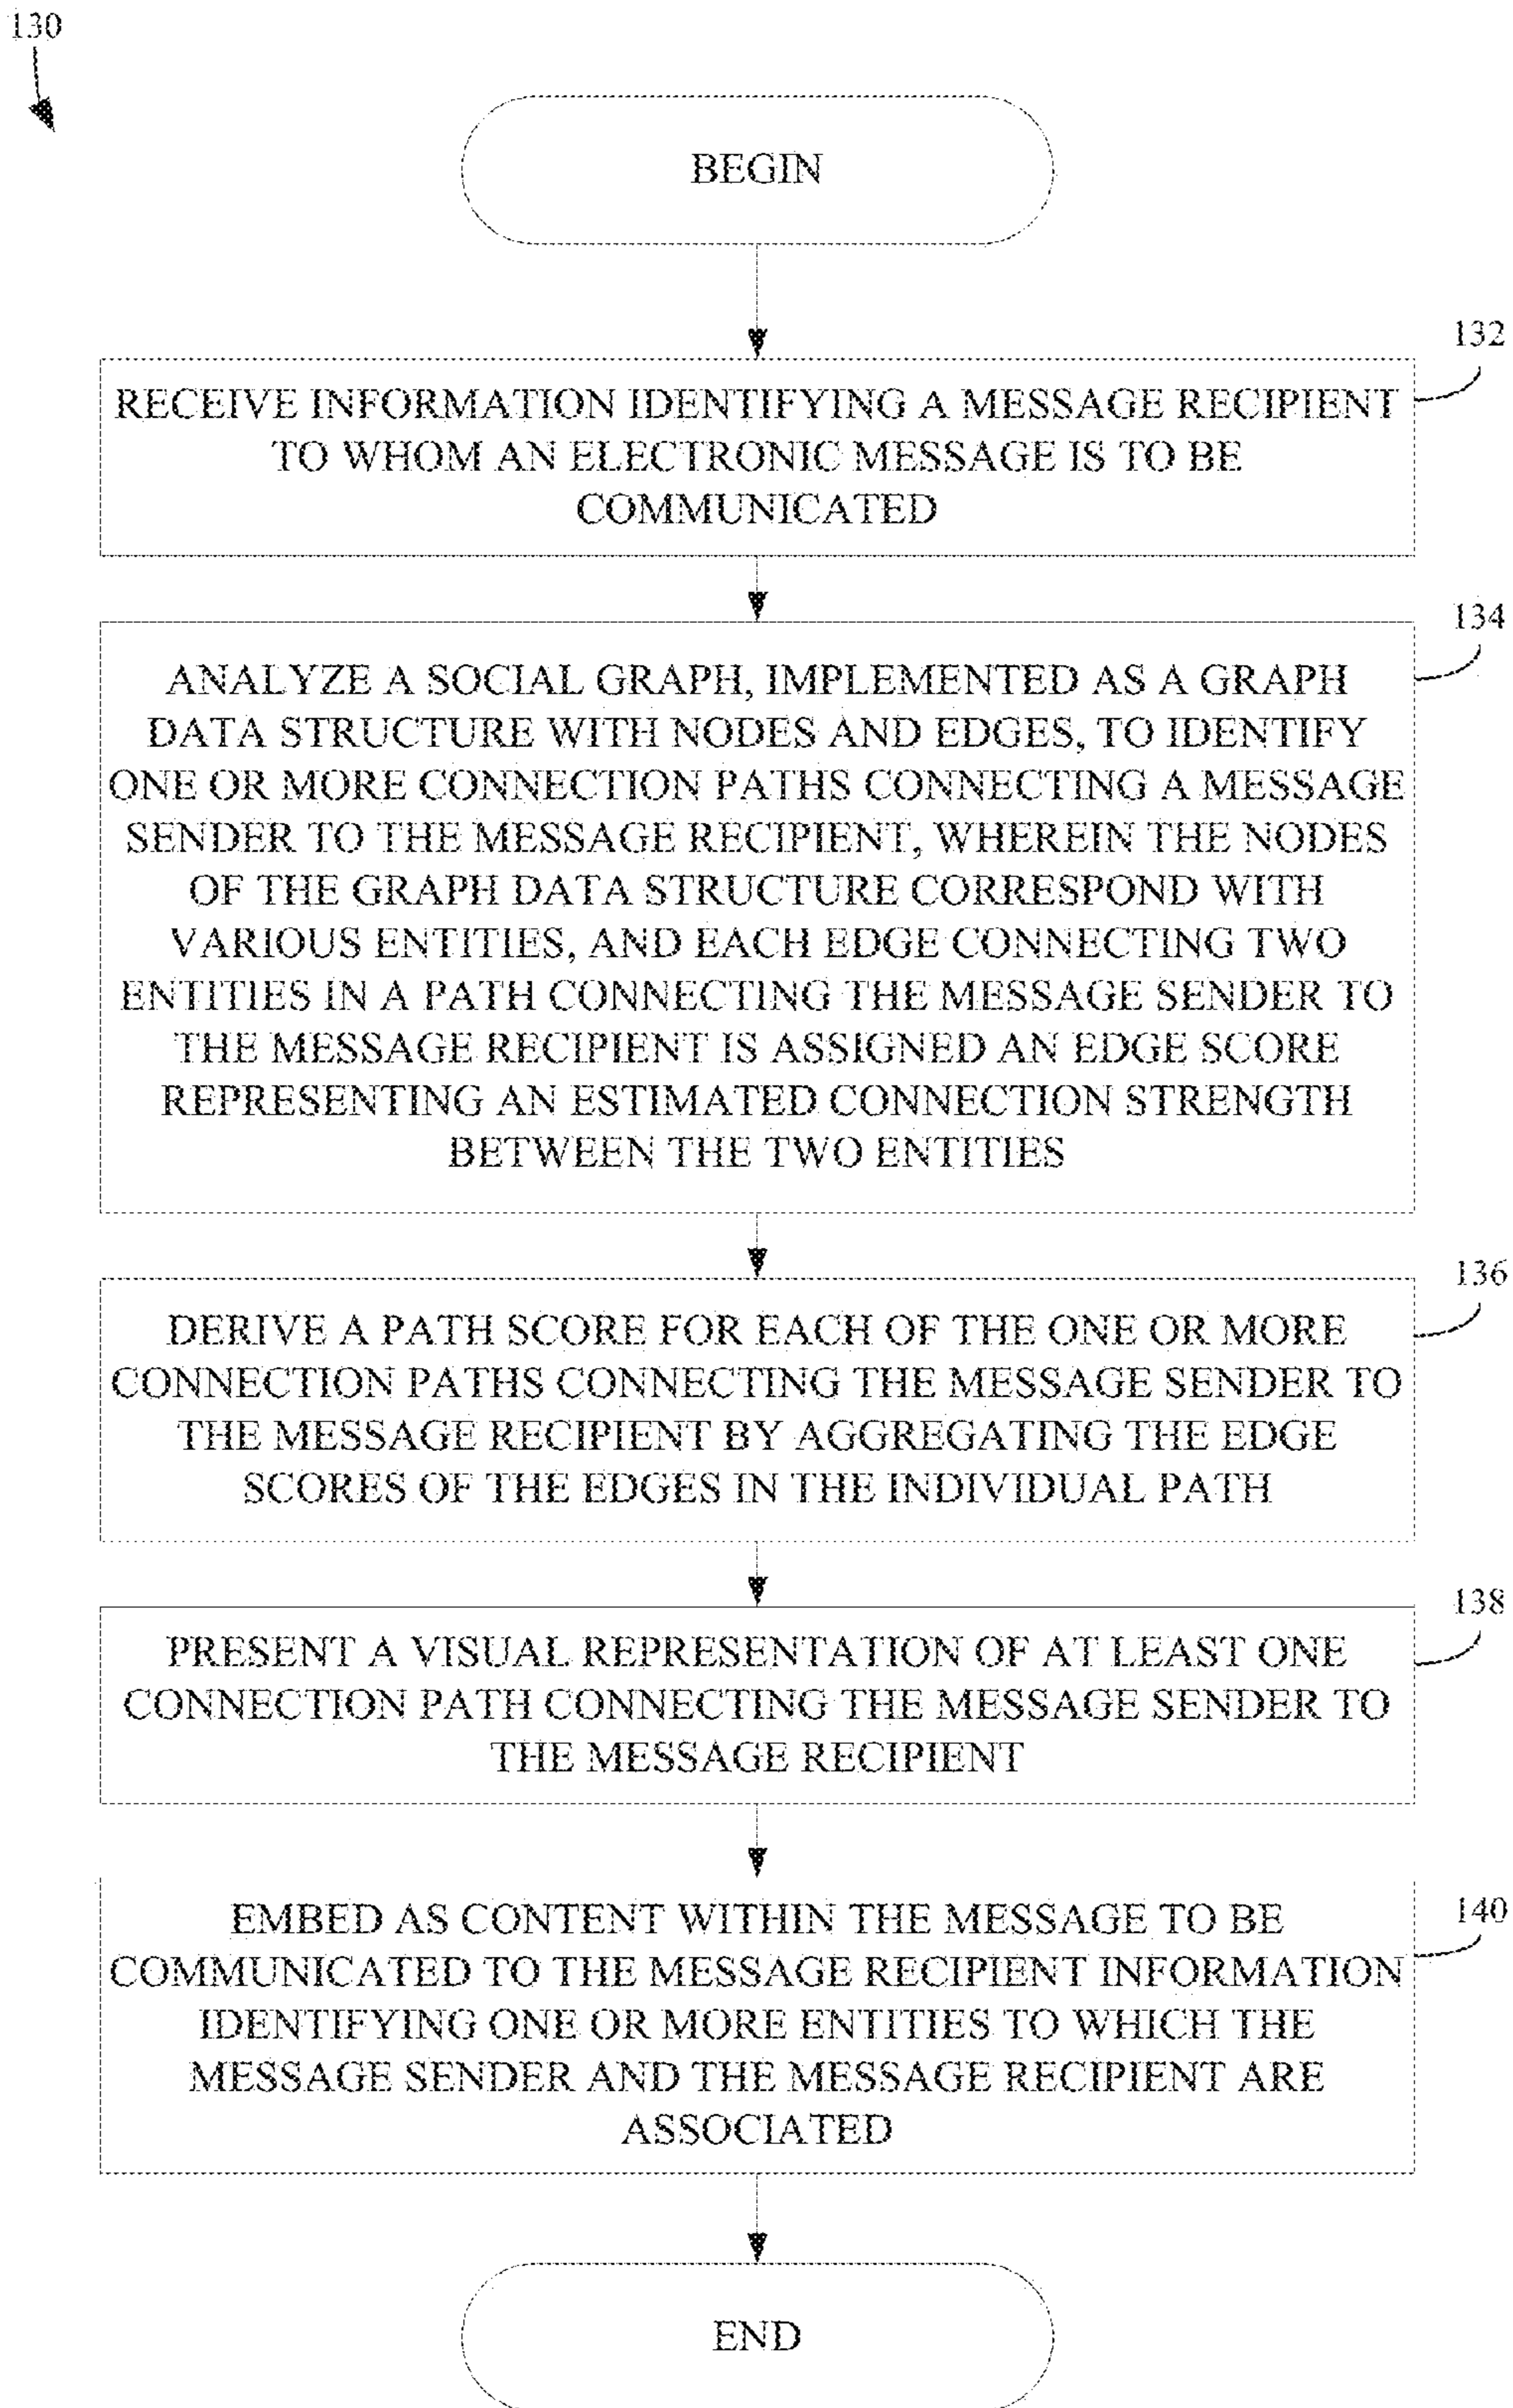 130
BEGIN
132
RECEIVE INFORMATION IDENTIFYING A MESSAGE RECIPIENT
TO WHOM AN ELECTRONIC MESSAGE IS TO BE
COMMUNICATED
134
ANALYZE A SOCIAL GRAPH, IMPLEMENTED AS A GRAPH
DATA STRUCTURE WITH NODES AND EDGES, TO IDENTIFY
ONE OR MORE CONNECTION PATHS CONNECTING A MESSAGE
SENDER TO THE MESSAGE RECIPIENT, WHEREIN THE NODES
OF THE GRAPH DATA STRUCTURE CORRESPOND WITH
VARIOUS ENTITIES, AND EACH EDGE CONNECTING TWO
ENTITIES IN A PATH CONNECTING THE MESSAGE SENDER TO
THE MESSAGE RECIPIENT IS ASSIGNED AN EDGE SCORE
REPRESENTING AN ESTIMATED CONNECTION STRENGTH
BETWEEN THE TWO ENTITIES
136
DERIVE A PATH SCORE FOR EACH OF THE ONE OR MORE
CONNECTION PATHS CONNECTING THE MESSAGE SENDER TO
THE MESSAGE RECIPIENT BY AGGREGATING THE EDGE
SCORES OF THE EDGES IN THE INDIVIDUAL PATH
138
PRESENT A VISUAL REPRESENTATION OF AT LEAST ONE
CONNECTION PATH CONNECTING THE MESSAGE SENDER TO
THE MESSAGE RECIPIENT
140
EMBED AS CONTENT WITHIN THE MESSAGE TO BE
COMMUNICATED TO THE MESSAGE RECIPIENT INFORMATION
IDENTIFYING ONE OR MORE ENTITIES TO WHICH THE
MESSAGE SENDER AND THE MESSAGE RECIPIENT ARE
ASSOCIATED
END